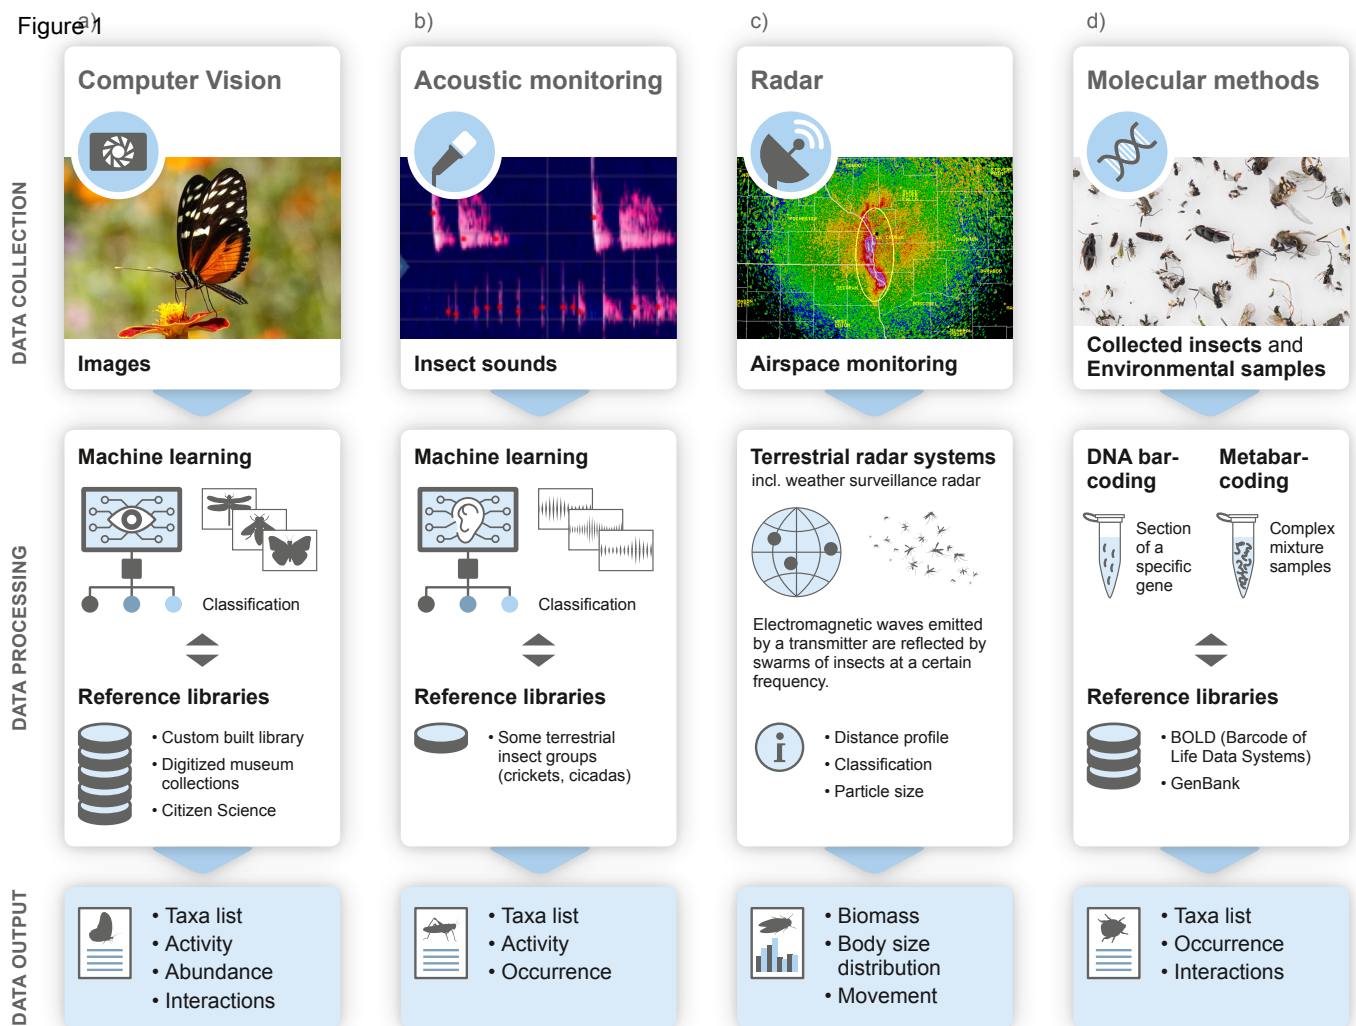 Figure 1
a)
b)
c)
d)
DATA COLLECTION
Computer Vision
Images
Acoustic monitoring
Insect sounds
Radar
Airspace monitoring
Molecular methods
Collected insects and
Environmental samples
DATA PROCESSING
Machine learning
Classification
Reference libraries
• Custom built library
• Digitized museum
collections
• Citizen Science
Machine learning
Classification
Reference libraries
• Some terrestrial
insect groups
(crickets, cicadas)
Terrestrial radar systems
incl. weather surveillance radar
Electromagnetic waves emitted
by a transmitter are reflected by
swarms of insects at a certain
frequency.
• Distance profile
• Classification
• Particle size
DNA bar-
coding
Section
of a
specific
gene
Metabar-
coding
Complex
mixture
samples
Reference libraries
• BOLD (Barcode of
Life Data Systems)
• GenBank
DATA OUTPUT
• Taxa list
• Activity
• Abundance
• Interactions
• Taxa list
• Activity
• Occurrence
• Biomass
• Body size
distribution
• Movement
• Taxa list
• Occurrence
• Interactions